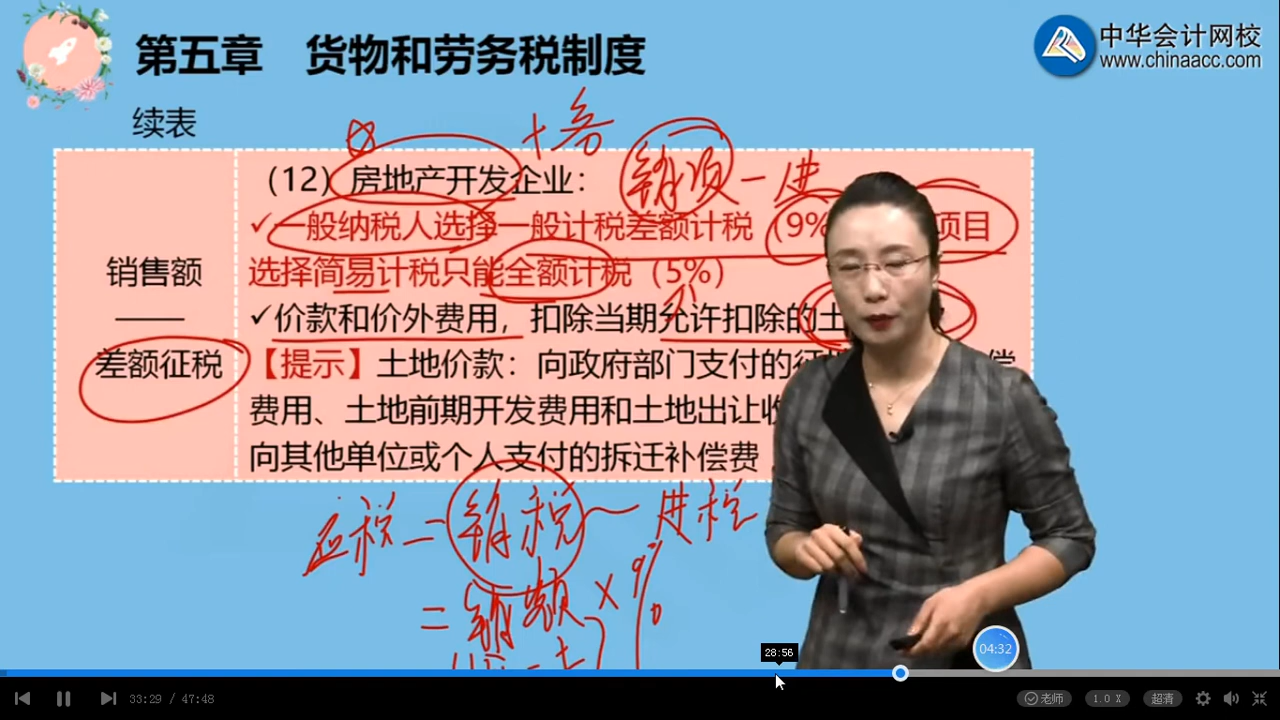 第五章 货物和劳务税制度
中华会计网校
www.chinaacc.com
续表
十务
销项-进
(12)房地产开发企业：
✓一般纳税人选择一般计税差额计税(9%
项目
销售额
——
差额征税
选择简易计税只能全额计税(5%)
✓价款和价外费用，扣除当期允许扣除的土
【提示】土地价款：向政府部门支付的征
偿
费用、土地前期开发费用和土地出让收
向其他单位或个人支付的拆迁补偿费
应税=销税-进税
=销额×9%
28:56
04:32
33:29 / 47:48
老师
1.0 X
超清